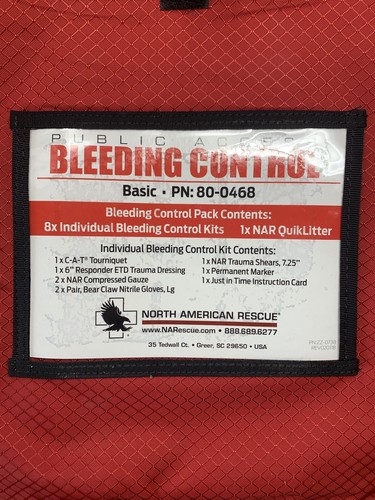 PUBLIC ACCESS
BLEEDING CONTROL
Basic • PN: 80-0468
Bleeding Control Pack Contents:
8x Individual Bleeding Control Kits 1x NAR QuikLitter
Individual Bleeding Control Kit Contents:
1 x C-A-T® Tourniquet
1 x 6" Responder ETD Trauma Dressing
2 x NAR Compressed Gauze
2 x Pair, Bear Claw Nitrile Gloves, Lg
1 x NAR Trauma Shears, 7.25"
1 x Permanent Marker
1 x Just in Time Instruction Card
NORTH AMERICAN RESCUE®
www.NARescue.com • 888.689.6277
35 Tedwall Ct. • Greer, SC 29650 • USA